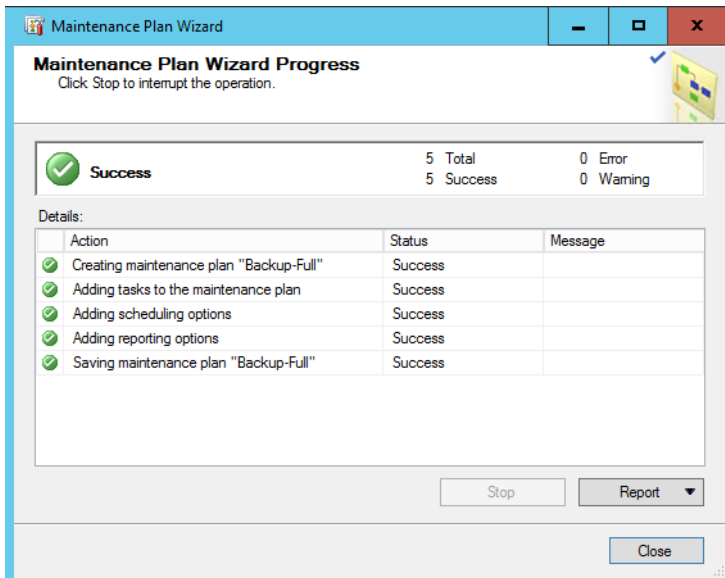 Maintenance Plan Wizard
Maintenance Plan Wizard Progress
Click Stop to interrupt the operation.
Success
5 Total
0 Error
5 Success
0 Warning
Details:
Action Status Message
Creating maintenance plan "Backup-Full" Success
Adding tasks to the maintenance plan Success
Adding scheduling options Success
Adding reporting options Success
Saving maintenance plan "Backup-Full" Success
Stop Report
Close